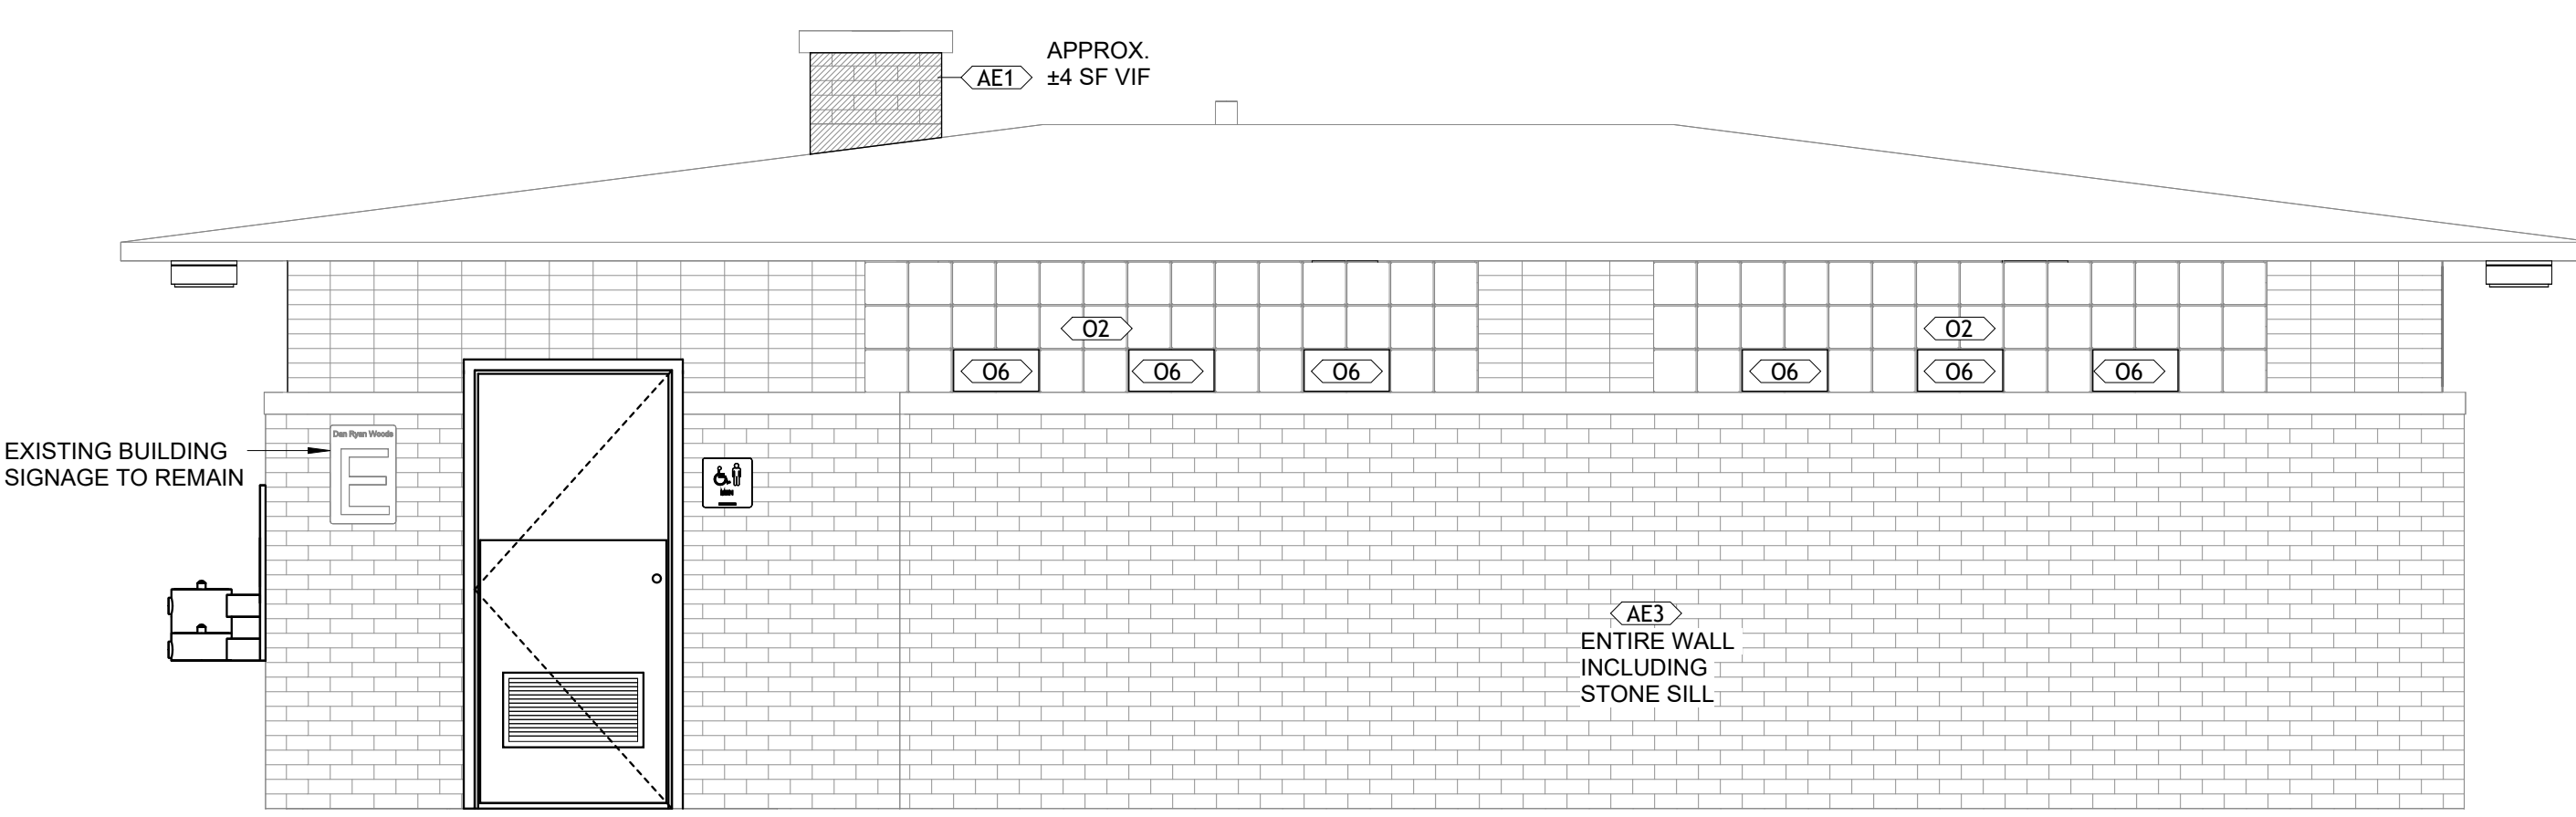 APPROX.
AE1 ±4 SF VIF
O2 O2
O6 O6 O6 O6 O6 O6
EXISTING BUILDING
SIGNAGE TO REMAIN
Dan Ryan Woods
E
MEN
AE3
ENTIRE WALL
INCLUDING
STONE SILL